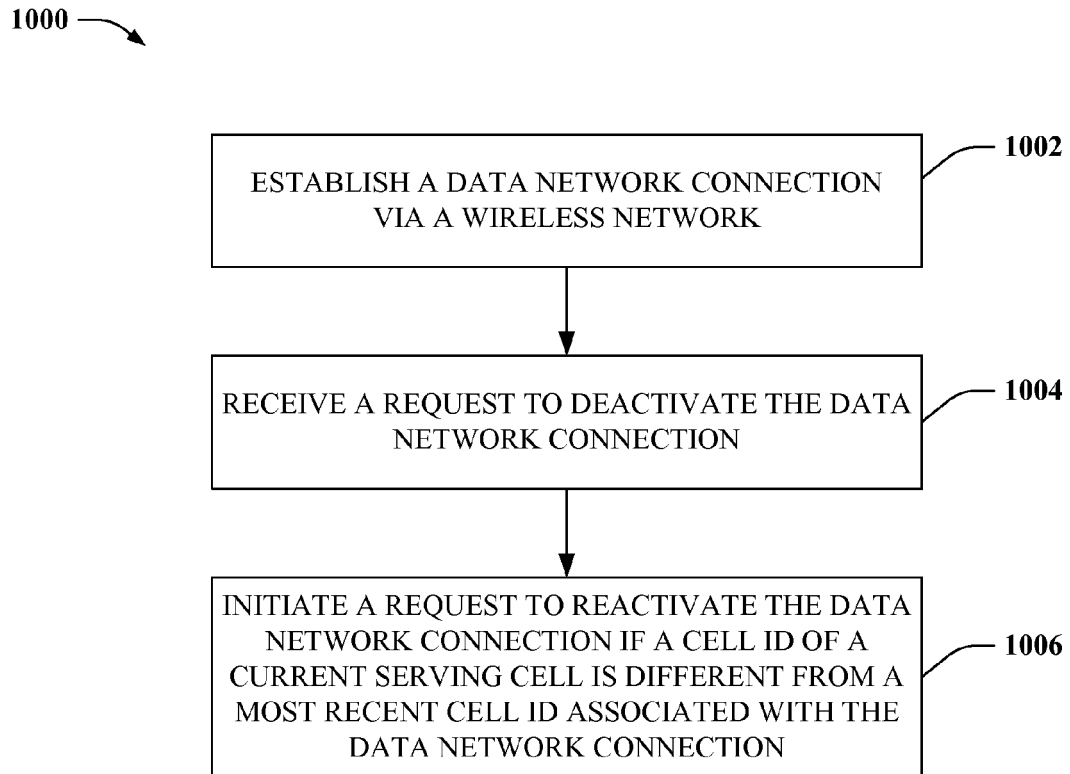 1000
1002
ESTABLISH A DATA NETWORK CONNECTION
VIA A WIRELESS NETWORK.
1004
RECEIVE A REQUEST TO DEACTIVATE THE DATA
NETWORK CONNECTION.
1006
INITIATE A REQUEST TO REACTIVATE THE DATA
NETWORK CONNECTION IF A CELL ID OF A
CURRENT SERVING CELL IS DIFFERENT FROM A
MOST RECENT CELL ID ASSOCIATED WITH THE
DATA NETWORK CONNECTION.